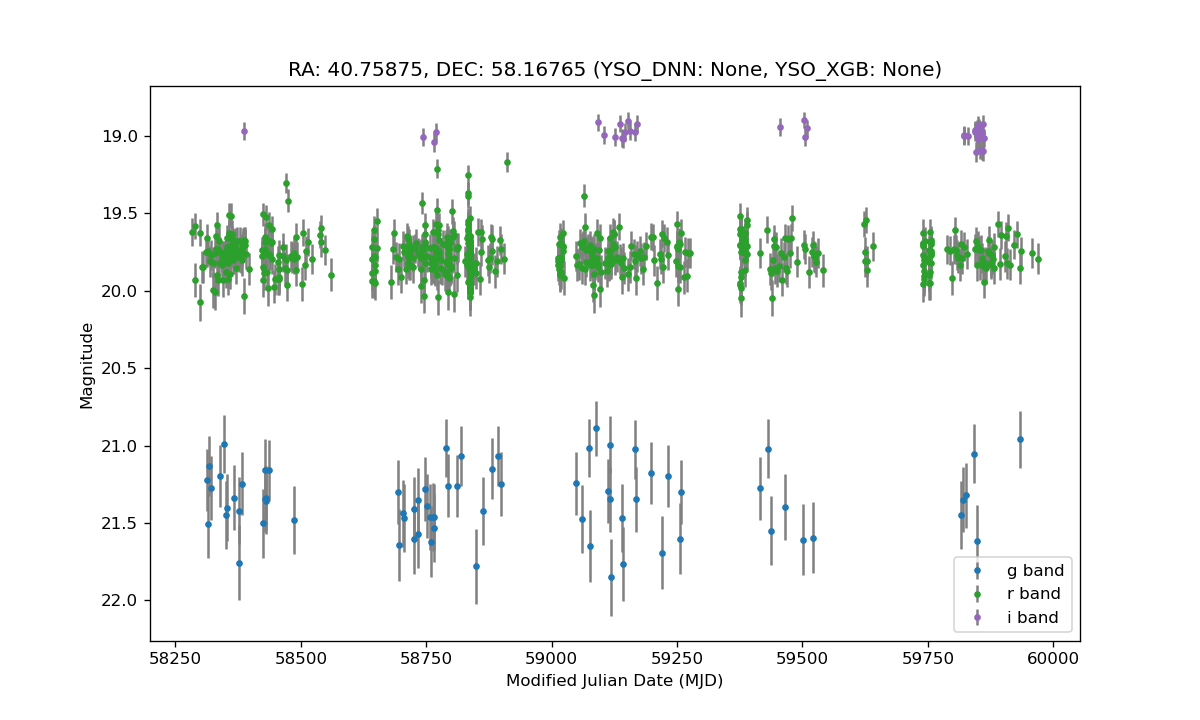 RA: 40.75875, DEC: 58.16765 (YSO_DNN: None, YSO_XGB: None)
19.0
19.5
20.0
20.5
21.0
21.5
22.0
Magnitude
g band
r band
i band
58250 58500 58750 59000 59250 59500 59750 60000
Modified Julian Date (MJD)